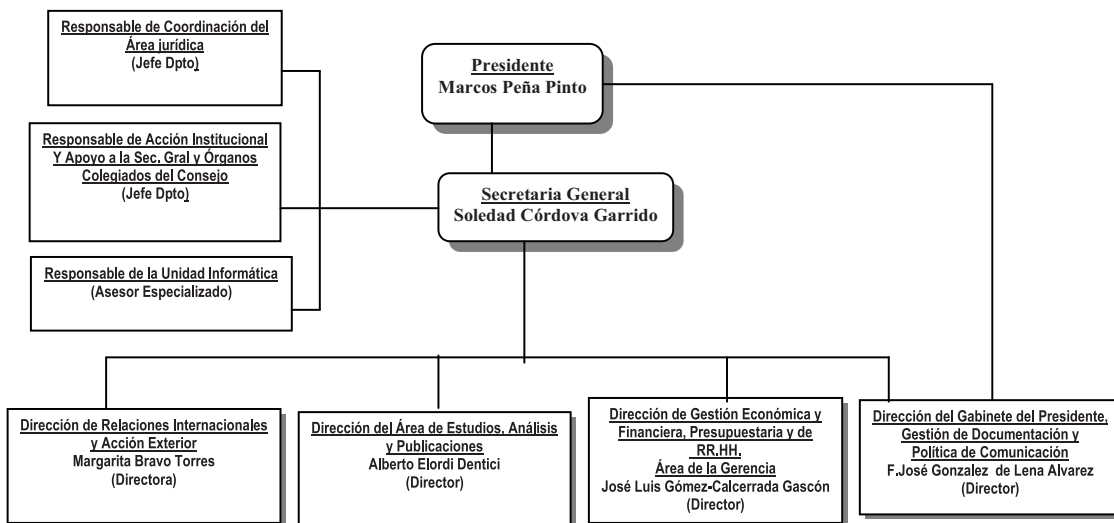 Responsable de Coordinación del
Área jurídica
(Jefe Dpto)
Presidente
Marcos Peña Pinto
Responsable de Acción Institucional
Y Apoyo a la Sec. Gral y Órganos
Colegiados del Consejo
(Jefe Dpto)
Secretaria General
Soledad Córdova Garrido
Responsable de la Unidad Informática
(Asesor Especializado)
Dirección de Relaciones Internacionales
y Acción Exterior
Margarita Bravo Torres
(Directora)
Dirección del Área de Estudios, Análisis
y Publicaciones
Alberto Elordi Dentici
(Director)
Dirección de Gestión Económica y
Financiera, Presupuestaria y de
RR.HH.
Área de la Gerencia
José Luis Gómez-Calcerrada Gascón
(Director)
Dirección del Gabinete del Presidente,
Gestión de Documentación y
Política de Comunicación
F.José Gonzalez de Lena Alvarez
(Director)